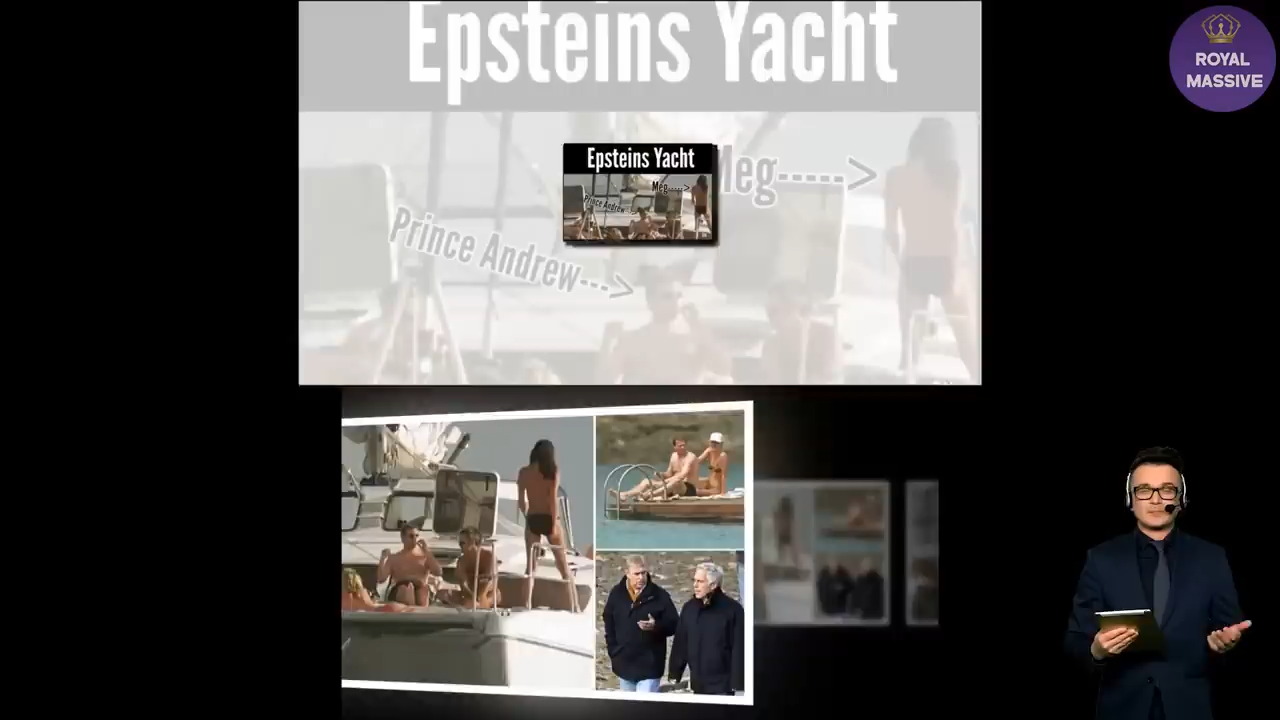 Epsteins Yacht
ROYAL
MASSIVE
Epsteins Yacht
Meg----->
Meg----->
Prince Andrew
Prince Andrew--->